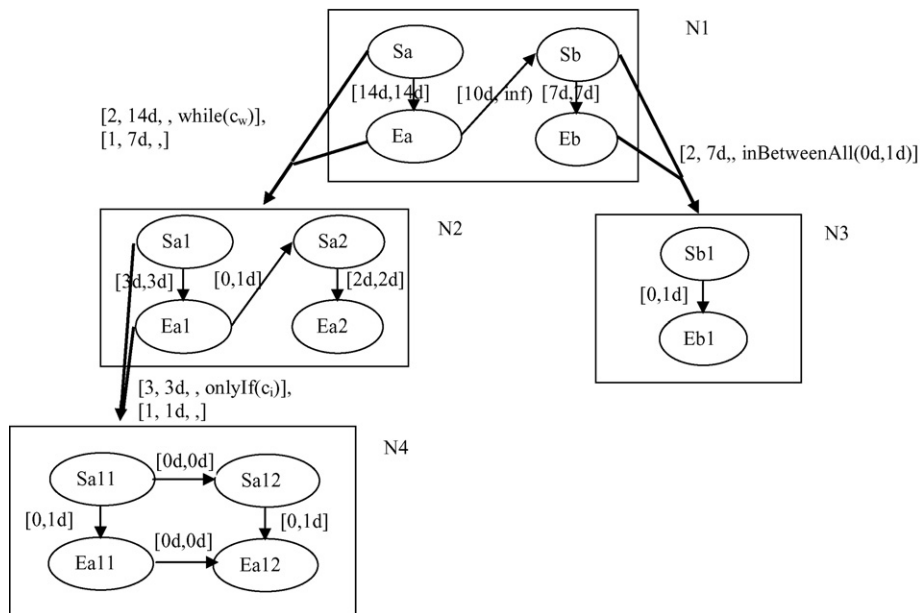 N1
Sa
Sb
[14d,14d]
[10d, inf)
[7d,7d]
Ea
Eb
[2, 14d, , while(c_w)],
[1, 7d, ,]
[2, 7d,, inBetweenAll(0d,1d)]
N2
Sa1
Sa2
[3d,3d]
[0,1d]
[2d,2d]
Ea1
Ea2
N3
Sb1
[0,1d]
Eb1
[3, 3d, , onlyIf(c_i)],
[1, 1d, ,]
N4
Sa11
[0d,0d]
Sa12
[0,1d]
[0,1d]
Ea11
[0d,0d]
Ea12